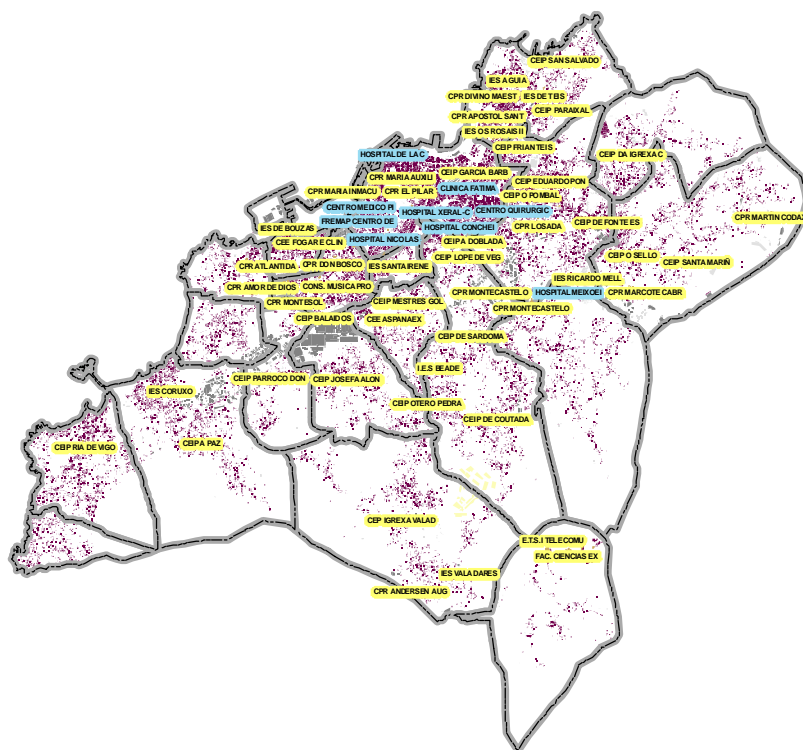 CEIP SAN SALVADO
IES A GUIA
CPR DIVINO MAEST
IES DE TEIS
CEIP PARAIXAL
CPR APOSTOL SANT
IES OS ROSAIS II
CEIP FRIAN TEIS
HOSPITAL DE LA C
CEIP DA IGREXA C
CEIP GARCIA BARB
CPR MARIA AUXILI
CEIP EDUARDO PON
CPR MARIA INMACU
CPR EL PILAR
CLINICA FATIMA
CEIP O POMBAL
CENTRO MEDICO PI
HOSPITAL XERAL-C
CENTRO QUIRURGIC
CPR MARTIN CODAX
FREMAP CENTRO DE
CEIP DE FONTE ES
IES DE BOUZAS
HOSPITAL CONCHEI
CPR LOSADA
CEE FOGAR E CLIN
HOSPITAL NICOLAS
CEIP A DOBLADA
CEIP O SELLO
CEIP LOPE DE VEG
CEIP SANTA MARIÑ
CPR ATLANTIDA
CPR DON BOSCO
IES SANTA IRENE
IES RICARDO MELL
CPR AMOR DE DIOS
CONS. MUSICA PRO
CPR MONTECASTELO
HOSPITAL MEIXOEI
CPR MARCOTE CABR
CPR MONTESOL
CEIP MESTRES GOL
CPR MONTECASTELO
CEIP BALAIDOS
CEE ASPANAEX
CEIP DE SARDOMA
I.E.S BEADE
CEIP PARROCO DON
CEIP JOSEFA ALON
IES CORUXO
CEIP OTERO PEDRA
CEIP DE COUTADA
CEIP RIA DE VIGO
CEIP A PAZ
CEP IGREXA VALAD
E.T.S.I TELECOMU
FAC. CIENCIAS EX
IES VALADARES
CPR ANDERSEN AUG